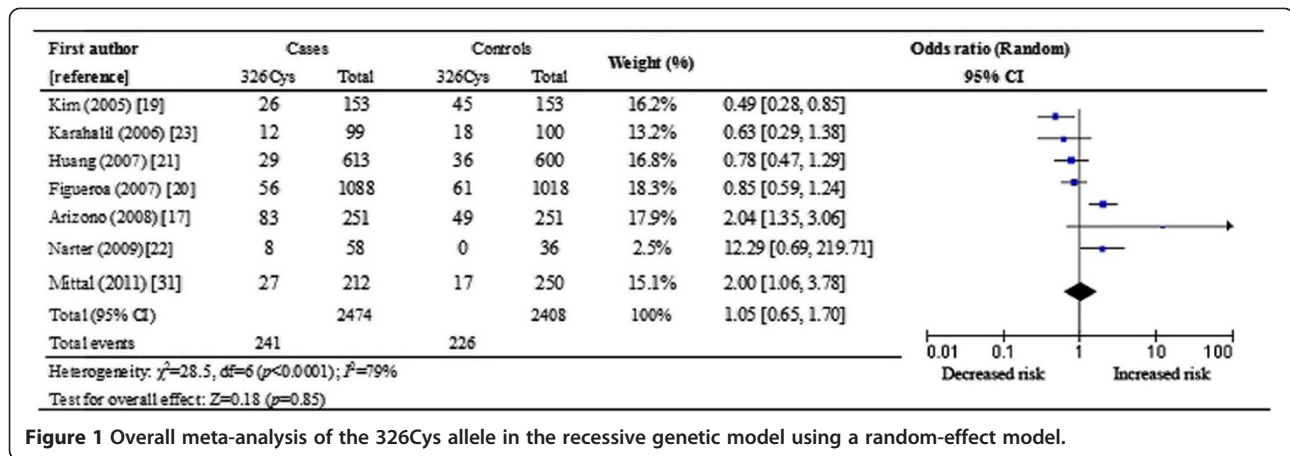 First author Cases Controls Weight (%) Odds ratio (Random)
[reference] 326Cys Total 326Cys Total 95% CI
Kim (2005) [19] 26 153 45 153 16.2% 0.49 [0.28, 0.85]
Karahalil (2006) [23] 12 99 18 100 13.2% 0.63 [0.29, 1.38]
Huang (2007) [21] 29 613 36 600 16.8% 0.78 [0.47, 1.29]
Figueroa (2007) [20] 56 1088 61 1018 18.3% 0.85 [0.59, 1.24]
Arizono (2008) [17] 83 251 49 251 17.9% 2.04 [1.35, 3.06]
Narter (2009)[22] 8 58 0 36 2.5% 12.29 [0.69, 219.71]
Mittal (2011) [31] 27 212 17 250 15.1% 2.00 [1.06, 3.78]
Total (95% CI) 2474 2408 100% 1.05 [0.65, 1.70]
Total events 241 226
0.01 0.1 1 10 100
Decreased risk Increased risk
Heterogeneity: χ²=28.5, df=6 (p<0.0001); I²=79%
Test for overall effect: Z=0.18 (p=0.85)
Figure 1 Overall meta-analysis of the 326Cys allele in the recessive genetic model using a random-effect model.